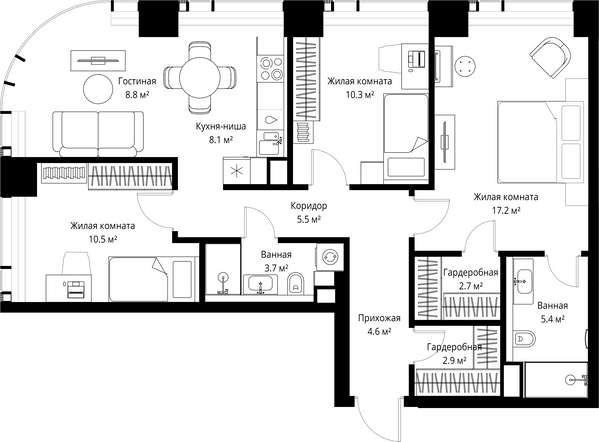 Гостиная
8.8 м²
Кухня-ниша
8.1 м²
Жилая комната
10.3 м²
Жилая комната
17.2 м²
Жилая комната
10.5 м²
Коридор
5.5 м²
Ванная
3.7 м²
Гардеробная
2.7 м²
Ванная
5.4 м²
Прихожая
4.6 м²
Гардеробная
2.9 м²